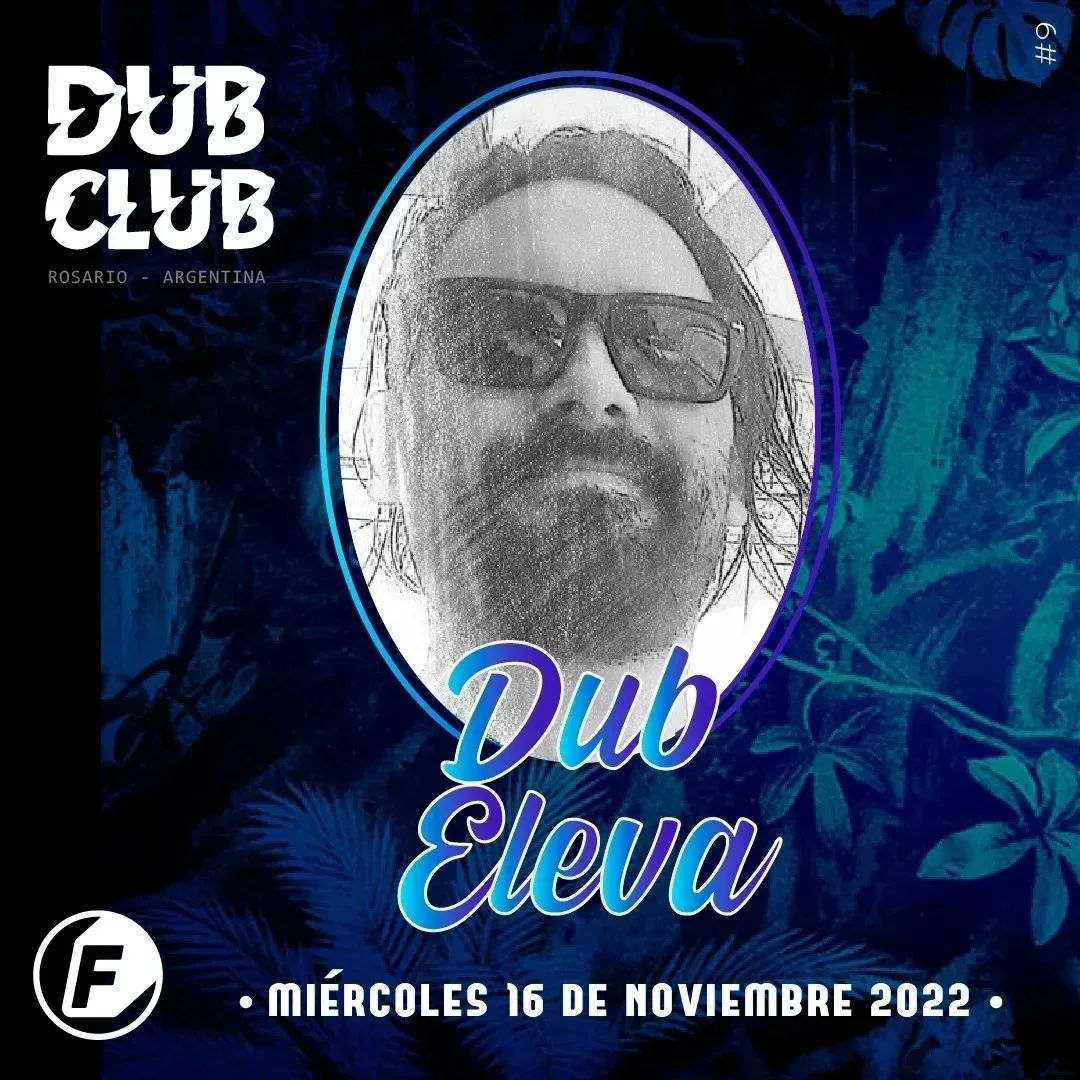 #9
DUB
CLUB
ROSARIO - ARGENTINA
Dub
Eleva
F
• MIÉRCOLES 16 DE NOVIEMBRE 2022 •